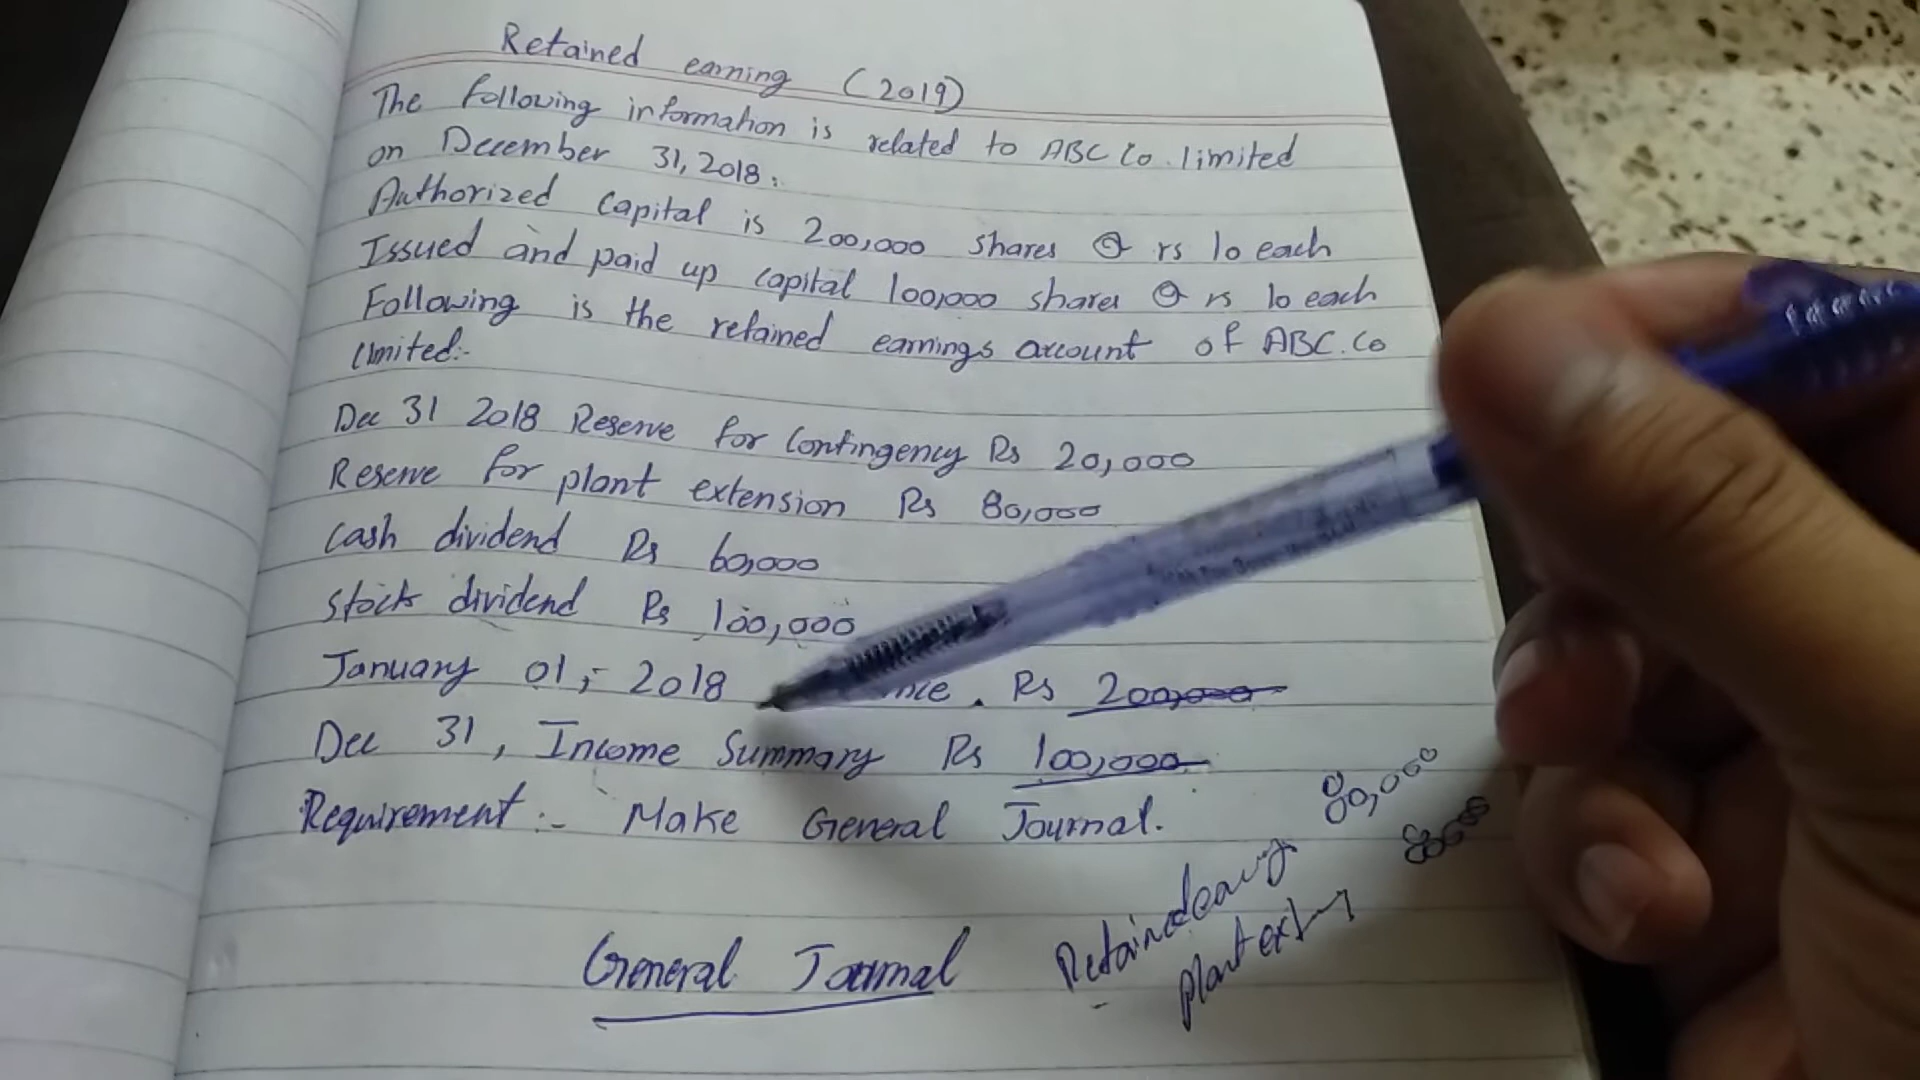 Retained earning (2019)
The following information is related to ABC Co. limited
on December 31, 2018:
Authorized Capital is 200,000 shares @ rs 10 each
Issued and paid up capital 100,000 shares @ rs 10 each
Following is the retained earnings account of ABC. Co
limited:-
Dec 31 2018 Reserve for Contingency Rs 20,000
Reserve for plant extension Rs 80,000
Cash dividend Rs 60,000
Stock dividend Rs 100,000
January 01, 2018 Rs 200,000
Dec 31, Income Summary Rs 100,000
Requirement:- Make General Journal.
General Journal
Retained earning 80,000
plant